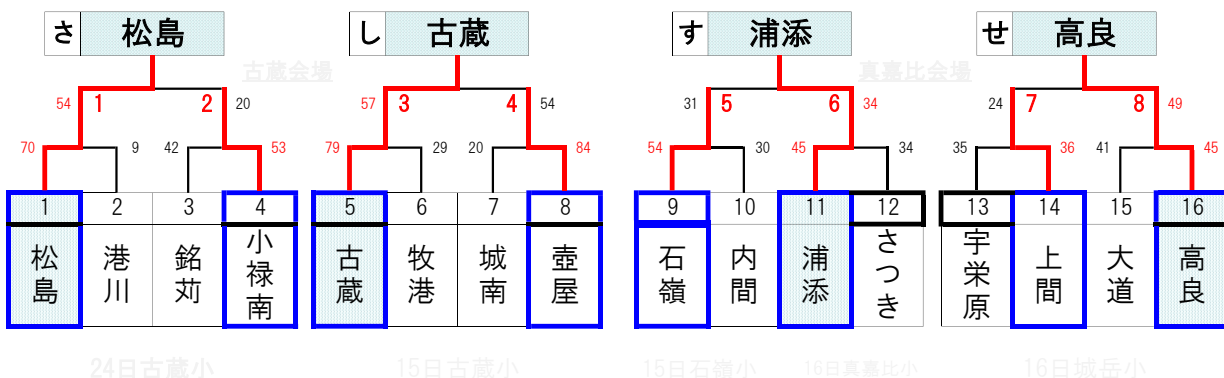 さ 松島 し 古蔵 す 浦添 せ 高良
古蔵会場 真嘉比会場
54 1 2 20 57 3 4 54 31 5 6 34 24 7 8 49
70 9 42 53 79 29 20 84 54 30 45 34 35 36 41 45
1 2 3 4 5 6 7 8 9 10 11 12 13 14 15 16
松島 港川 銘苅 小禄南 古蔵 牧港 城南 壺屋 石嶺 内間 浦添 さつき 宇栄原 上間 大道 高良
24日古蔵小 15日古蔵小 15日石嶺小 16日真嘉比小 16日城岳小